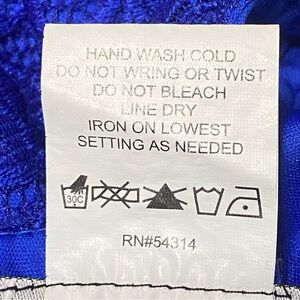 HAND WASH COLD
DO NOT WRING OR TWIST
DO NOT BLEACH
LINE DRY
IRON ON LOWEST
SETTING AS NEEDED
30C
RN#54314